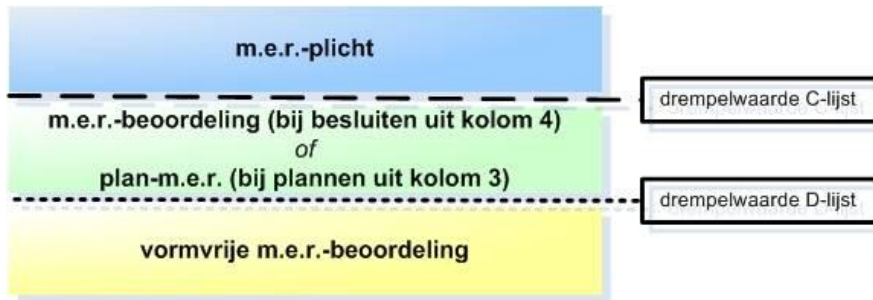 m.e.r.-plicht
drempelwaarde C-lijst
m.e.r.-beoordeling (bij besluiten uit kolom 4)
of
plan-m.e.r. (bij plannen uit kolom 3)
drempelwaarde D-lijst
vormvrije m.e.r.-beoordeling